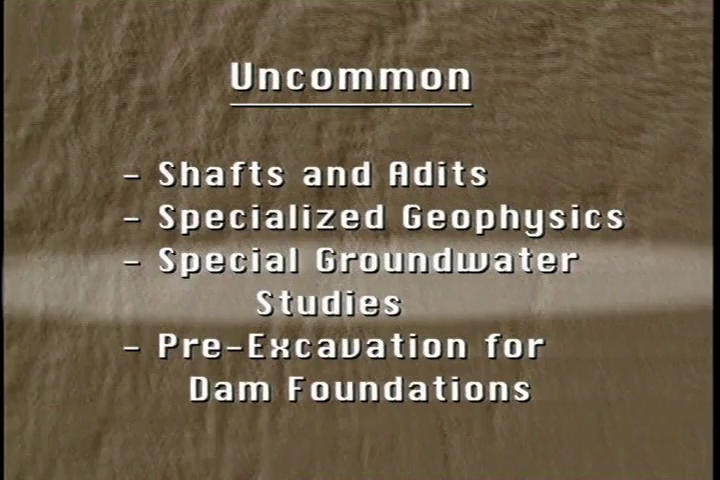 Uncommon
- Shafts and Adits
- Specialized Geophysics
- Special Groundwater
Studies
- Pre-Excavation for
Dam Foundations